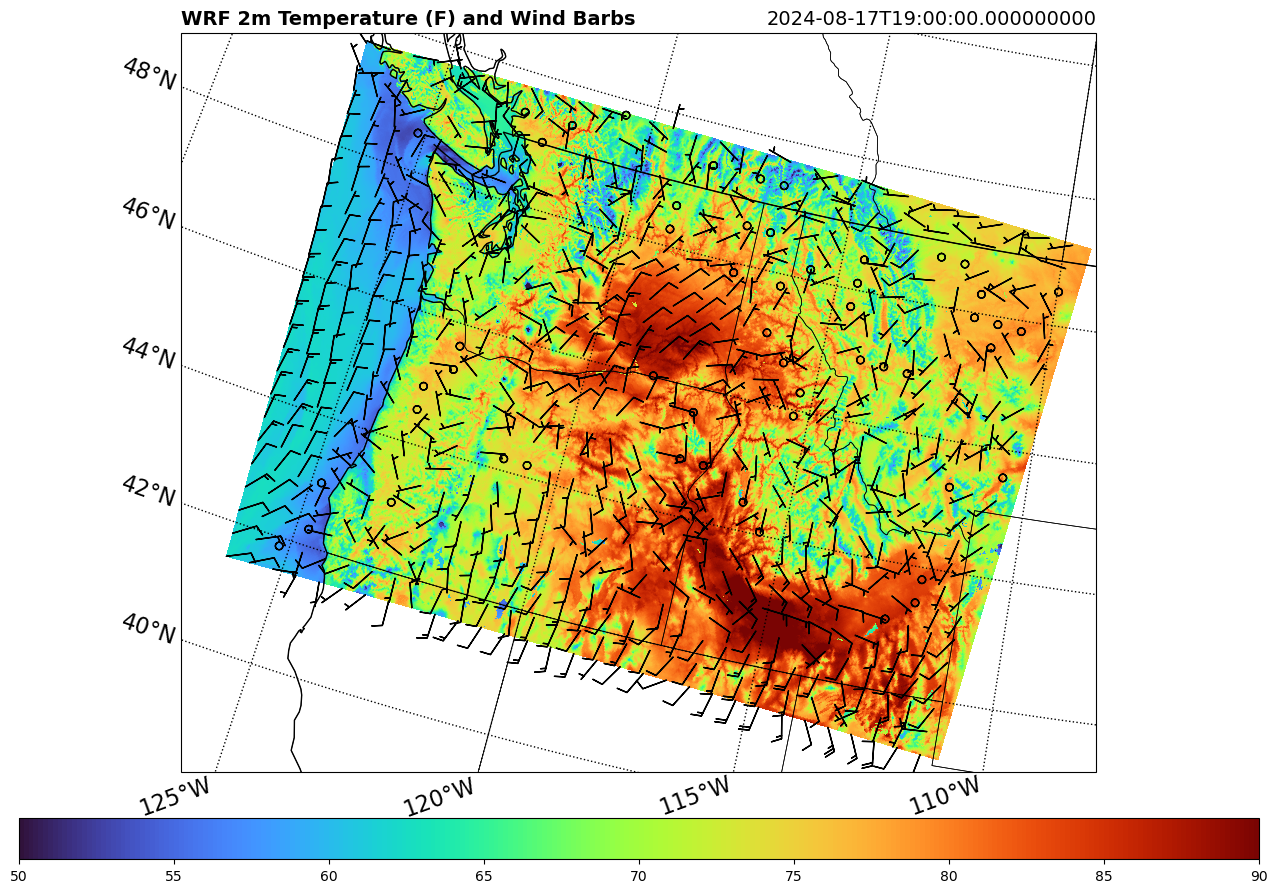 WRF 2m Temperature (F) and Wind Barbs
2024-08-17T19:00:00.000000000
48°N
46°N
44°N
42°N
40°N
125°W
120°W
115°W
110°W
50 55 60 65 70 75 80 85 90